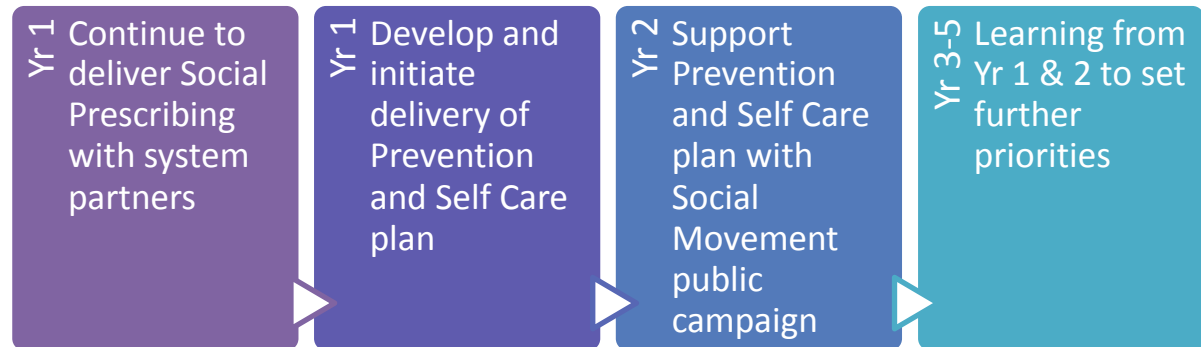 Yr 1
Continue to
deliver Social
Prescribing
with system
partners
Yr 1
Develop and
initiate
delivery of
Prevention
and Self Care
plan
Yr 2
Support
Prevention
and Self Care
plan with
Social
Movement
public
campaign
Yr 3-5
Learning from
Yr 1 & 2 to set
further
priorities